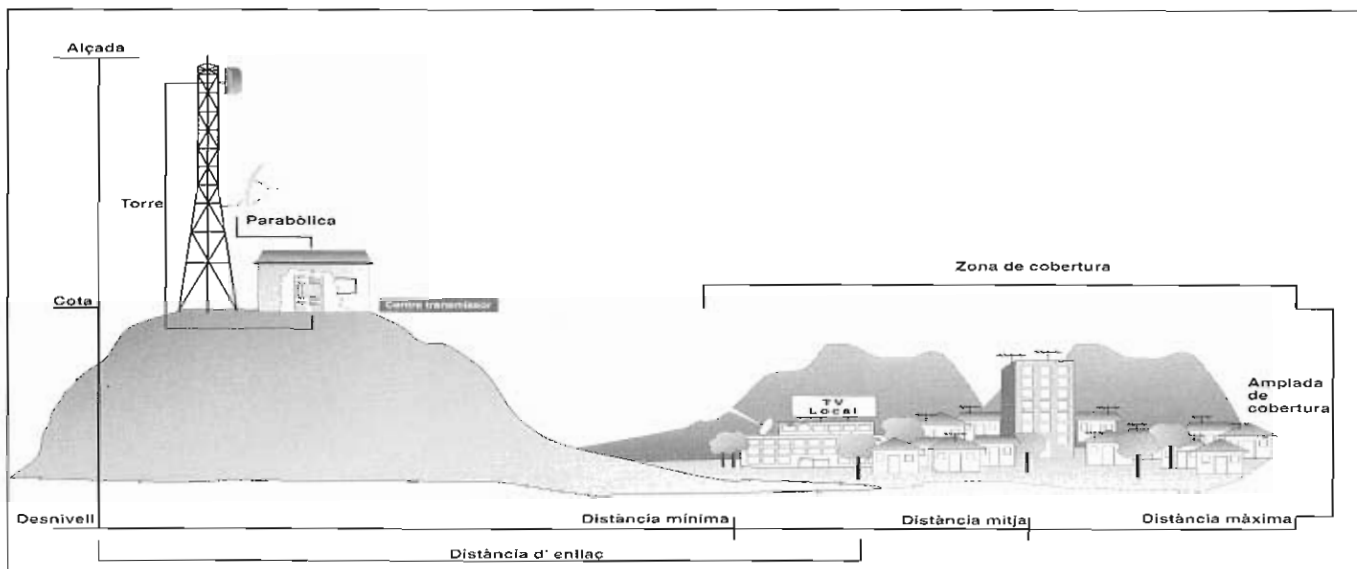 Alçada
Torre
Parabòlica
Zona de cobertura
Cota
Centre transmissor
Amplada
de
cobertura
TV
Local
Desnivell
Distància mínima
Distància mitja
Distància màxima
Distància d' enllaç